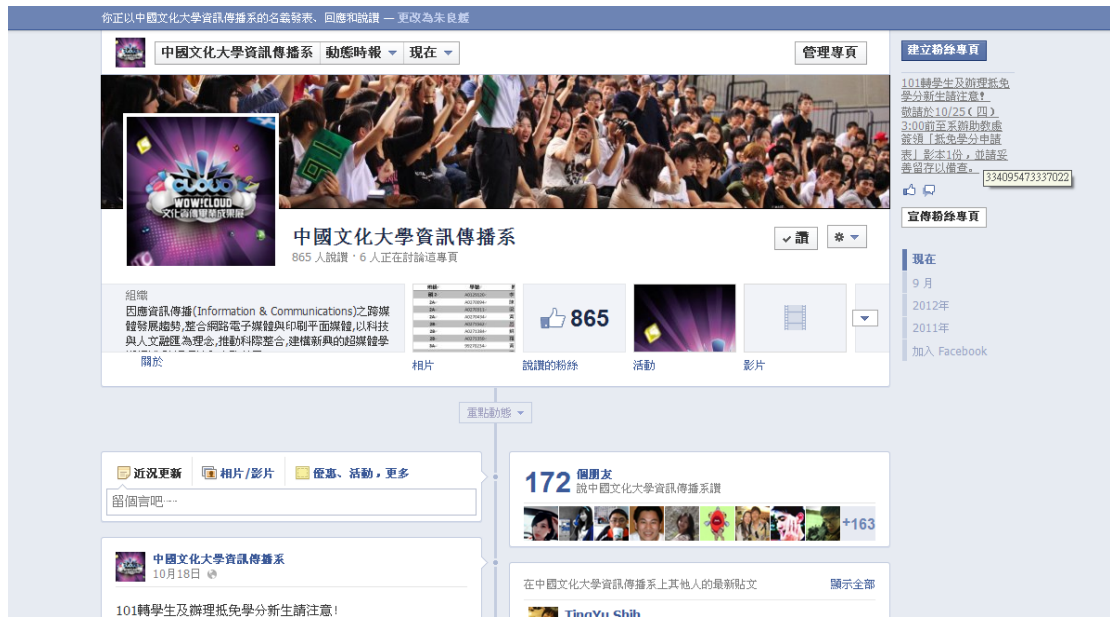 你正以中國文化大學資訊傳播系的名義發表、回應和說讚 — 更改為朱良
中國文化大學資訊傳播系 動態時報 現在
管理專頁
建立粉絲專頁
101轉學生及辦理抵免
學分新生請注意!
敬請於10/25(四)
3:00前至系辦助教處
簽領「抵免學分申請
表」影本1份,並請妥
善留存以備查。
334095473337022
宣傳粉絲專頁
現在
9 月
2012年
2011年
加入 Facebook
CLOUD
WOW!CLOUD
文化資傳畢業成果展
中國文化大學資訊傳播系
865 人說讚 · 6 人正在討論這專頁
讚
組織
因應資訊傳播(Information & Communications)之跨媒
體發展趨勢,整合網路電子媒體與印刷平面媒體,以科技
與人文融匯為理念,推動科際整合,建構新興的超媒體學
關於
865
相片
說讚的粉絲
活動
影片
重點動態
近況更新 相片/影片 優惠、活動，更多
留個言吧……
172 個朋友
說中國文化大學資訊傳播系讚
+163
中國文化大學資訊傳播系
10月18日
101轉學生及辦理抵免學分新生請注意!
在中國文化大學資訊傳播系上其他人的最新貼文 顯示全部
TingYu Shih